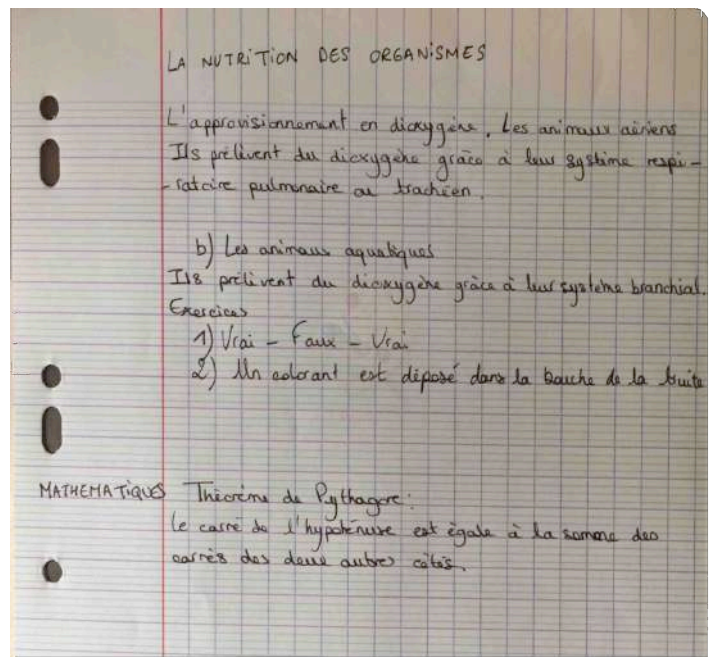 LA NUTRITION DES ORGANISMES
L'approvisionnement en dioxygène. Les animaux aériens
Ils prélivent du dioxygène grâce à leur système respi-
-ratoire pulmonaire ou trachéen.
b) Les animaux aquatiques
Ils prélivent du dioxygène grâce à leur système branchial.
Exercices
1) Vrai - Faux - Vrai
2) Un colorant est déposé dans la bouche de la truite
MATHEMATIQUES Théorème de Pythagore:
le carré de l'hypoténuse est égale à la somme des
carrés des deux autres côtés.